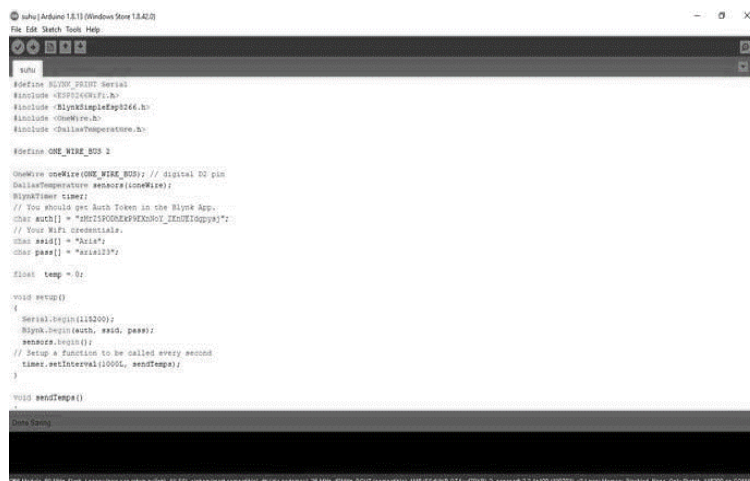 suhu | Arduino 1.8.13 (Windows Store 1.8.42.0)
File Edit Sketch Tools Help
suhu
#define BLYNK_PRINT Serial
#include <ESP8266WiFi.h>
#include <BlynkSimpleEsp8266.h>
#include <OneWire.h>
#include <DallasTemperature.h>
#define ONE_WIRE_BUS 2
OneWire oneWire(ONE_WIRE_BUS); // digital D2 pin
DallasTemperature sensors(&oneWire);
BlynkTimer timer;
// You should get Auth Token in the Blynk App.
char auth[] =
// Your WiFi credentials.
char ssid[] = "Aris";
char pass[] = "aris123";
float temp = 0;
void setup()
{
Serial.begin(115200);
Blynk.begin(auth, ssid, pass);
sensors.begin();
// Setup a function to be called every second
timer.setInterval(1000L, sendTemps);
}
void sendTemps()
Done Saving